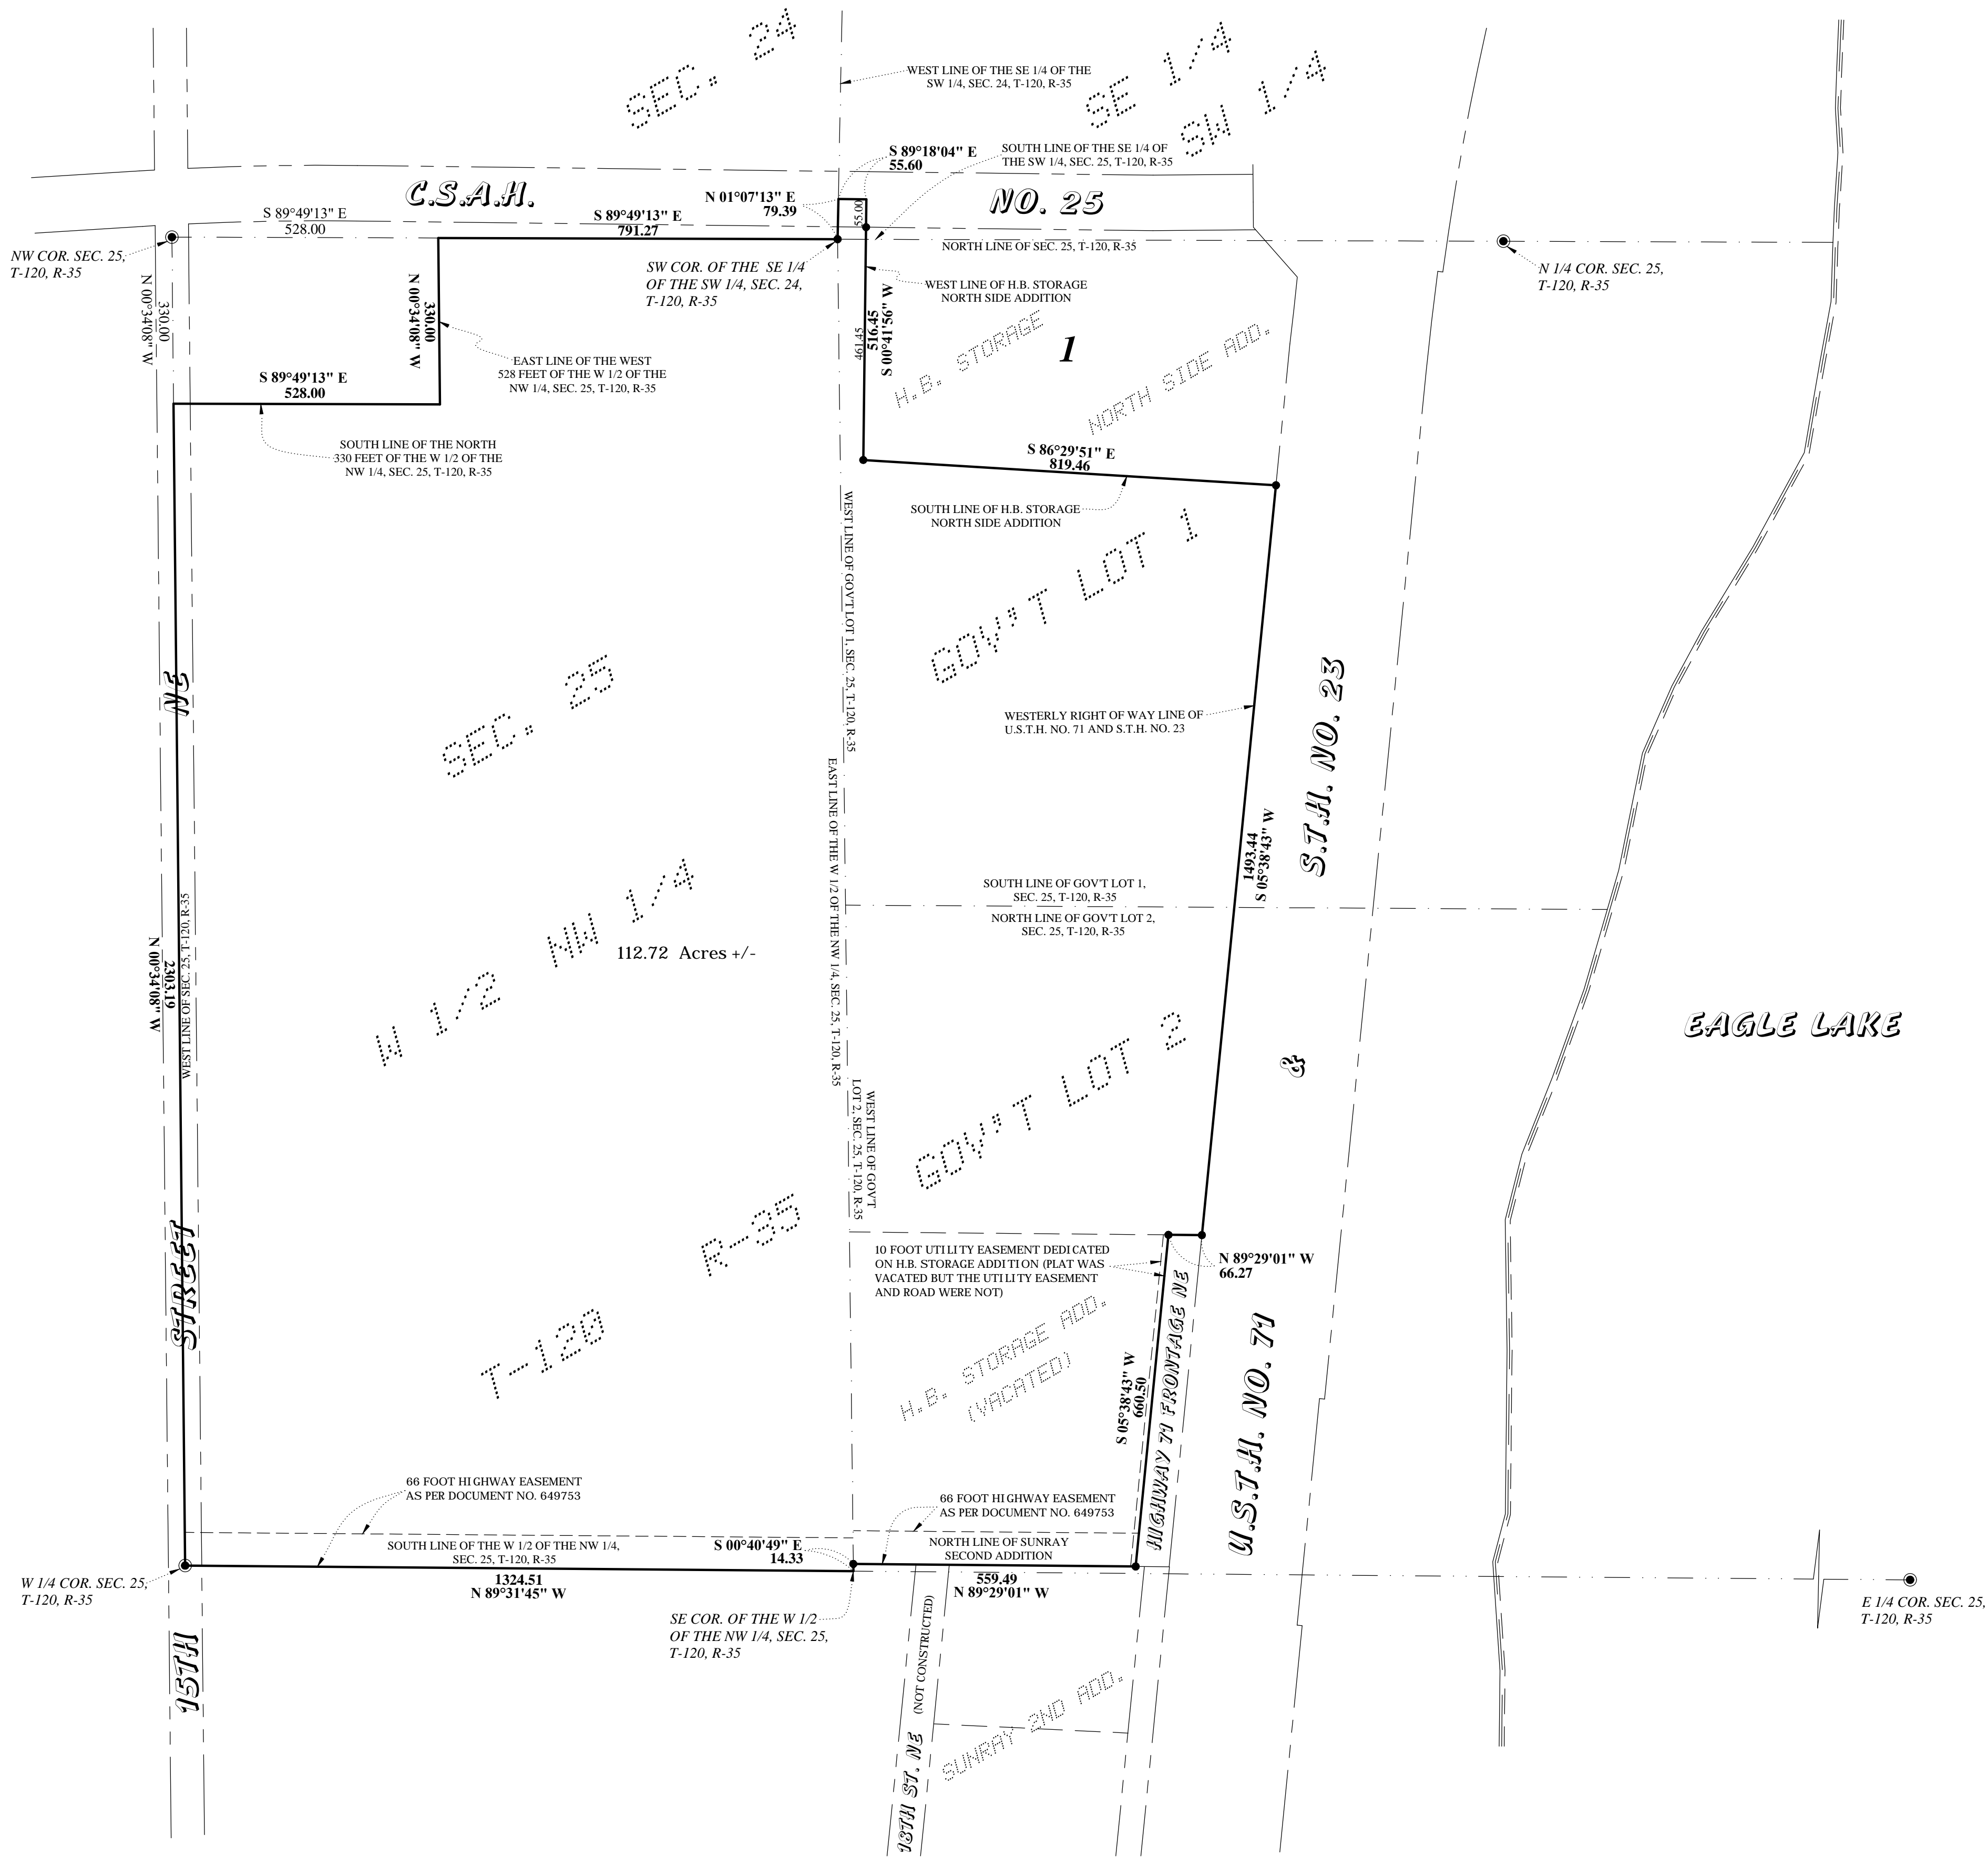 SEC. 24
WEST LINE OF THE SE 1/4 OF THE
SW 1/4, SEC. 24, T-120, R-35
SE 1/4
SW 1/4
S 89°18'04" E
55.60
SOUTH LINE OF THE SE 1/4 OF
THE SW 1/4, SEC. 25, T-120, R-35
C.S.A.H.
NO. 25
N 01°07'13" E
79.39
55.00
S 89°49'13" E
528.00
S 89°49'13" E
791.27
NORTH LINE OF SEC. 25, T-120, R-35
NW COR. SEC. 25,
T-120, R-35
SW COR. OF THE SE 1/4
OF THE SW 1/4, SEC. 24,
T-120, R-35
N 1/4 COR. SEC. 25,
T-120, R-35
WEST LINE OF H.B. STORAGE
NORTH SIDE ADDITION
330.00
N 00°34'08" W
330.00
N 00°34'08" W
461.45
516.45
S 00°41'56" W
H.B. STORAGE
1
NORTH SIDE ADD.
EAST LINE OF THE WEST
528 FEET OF THE W 1/2 OF THE
NW 1/4, SEC. 25, T-120, R-35
S 89°49'13" E
528.00
SOUTH LINE OF THE NORTH
330 FEET OF THE W 1/2 OF THE
NW 1/4, SEC. 25, T-120, R-35
S 86°29'51" E
819.46
SOUTH LINE OF H.B. STORAGE
NORTH SIDE ADDITION
WEST LINE OF GOV'T LOT 1, SEC. 25, T-120, R-35
GOV'T LOT 1
SEC. 25
NE
WESTERLY RIGHT OF WAY LINE OF
U.S.T.H. NO. 71 AND S.T.H. NO. 23
S.T.H. NO. 23
EAST LINE OF THE W 1/2 OF THE NW 1/4, SEC. 25, T-120, R-35
1493.44
S 05°38'43" W
SOUTH LINE OF GOV'T LOT 1,
SEC. 25, T-120, R-35
NORTH LINE OF GOV'T LOT 2,
SEC. 25, T-120, R-35
WEST LINE OF SEC. 25, T-120, R-35
2303.19
N 00°34'08" W
W 1/2 NW 1/4
112.72 Acres +/-
EAGLE LAKE
&
GOV'T LOT 2
WEST LINE OF GOV'T
LOT 2, SEC. 25, T-120, R-35
R-35
STREET
10 FOOT UTILITY EASEMENT DEDICATED
ON H.B. STORAGE ADDITION (PLAT WAS
VACATED BUT THE UTILITY EASEMENT
AND ROAD WERE NOT)
N 89°29'01" W
66.27
T-120
H.B. STORAGE ADD.
(VACATED)
S 05°38'43" W
660.50
HIGHWAY 71 FRONTAGE NE
U.S.T.H. NO. 71
66 FOOT HIGHWAY EASEMENT
AS PER DOCUMENT NO. 649753
66 FOOT HIGHWAY EASEMENT
AS PER DOCUMENT NO. 649753
SOUTH LINE OF THE W 1/2 OF THE NW 1/4,
SEC. 25, T-120, R-35
S 00°40'49" E
14.33
NORTH LINE OF SUNRAY
SECOND ADDITION
1324.51
N 89°31'45" W
559.49
N 89°29'01" W
W 1/4 COR. SEC. 25,
T-120, R-35
SE COR. OF THE W 1/2
OF THE NW 1/4, SEC. 25,
T-120, R-35
E 1/4 COR. SEC. 25,
T-120, R-35
15TH
18TH ST. NE (NOT CONSTRUCTED)
SUNRAY 2ND ADD.